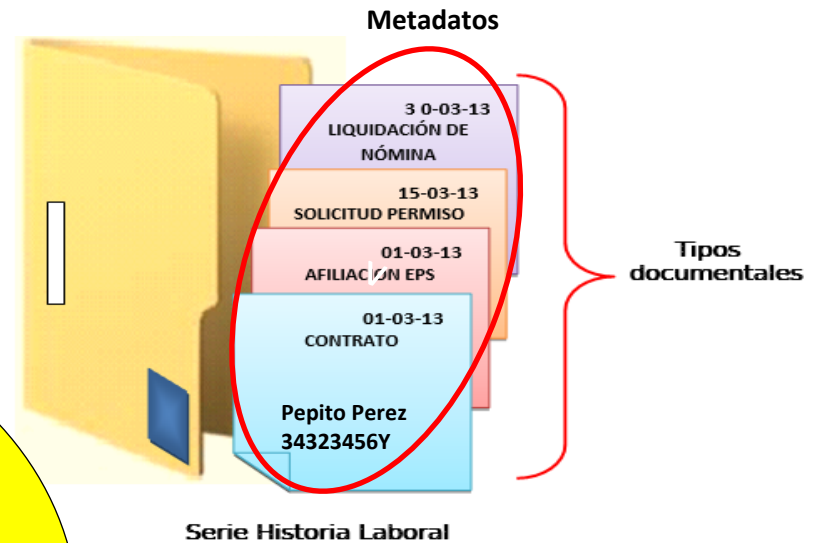 Metadatos
3 0-03-13
LIQUIDACIÓN DE
NÓMINA
15-03-13
SOLICITUD PERMISO
01-03-13
AFILIACION EPS
01-03-13
CONTRATO
Pepito Perez
34323456Y
Tipos
documentales
Serie Historia Laboral